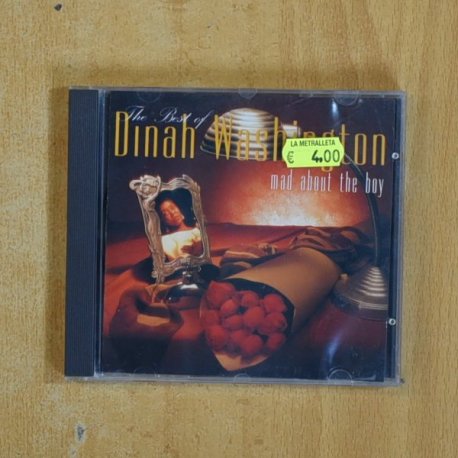 The Best of
Dinah Washington
LA METRALLETA
€ 4.00
mad about the boy